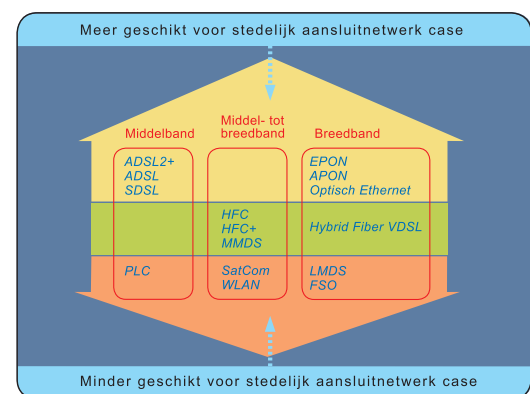 Meer geschikt voor stedelijk aansluitnetwerk case
Middelband
Middel- tot
breedband
Breedband
ADSL2+
ADSL
SDSL
EPON
APON
Optisch Ethernet
HFC
HFC+
MMDS
Hybrid Fiber VDSL
PLC
SatCom
WLAN
LMDS
FSO
Minder geschikt voor stedelijk aansluitnetwerk case